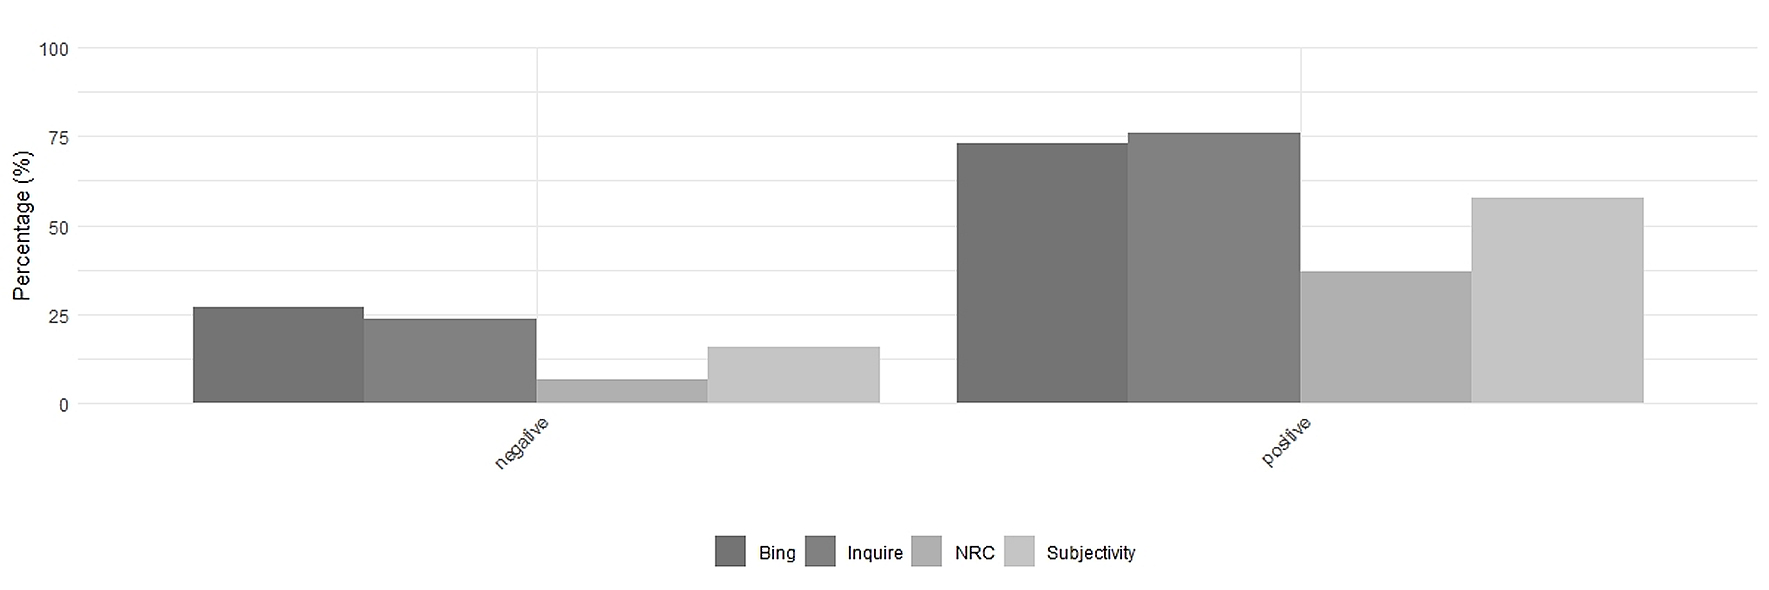 100
75
50
25
0
Percentage (%)
negative
positive
Bing Inquire NRC Subjectivity